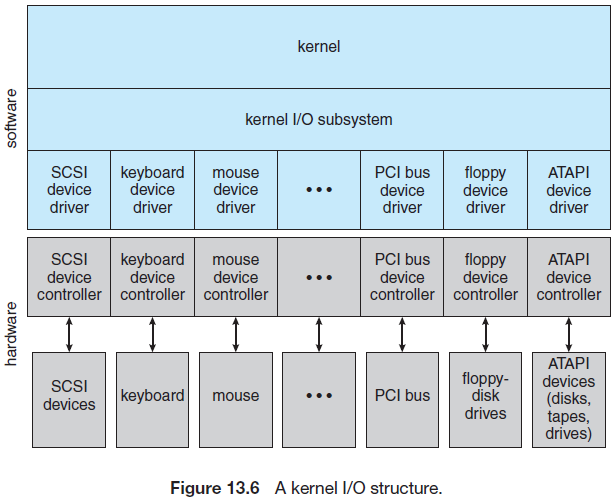 kernel
kernel I/O subsystem
software
SCSI
device
driver
keyboard
device
driver
mouse
device
driver
•••
PCI bus
device
driver
floppy
device
driver
ATAPI
device
driver
hardware
SCSI
device
controller
keyboard
device
controller
mouse
device
controller
•••
PCI bus
device
controller
floppy
device
controller
ATAPI
device
controller
SCSI
devices
keyboard
mouse
•••
PCI bus
floppy-
disk
drives
ATAPI
devices
(disks,
tapes,
drives)
Figure 13.6 A kernel I/O structure.